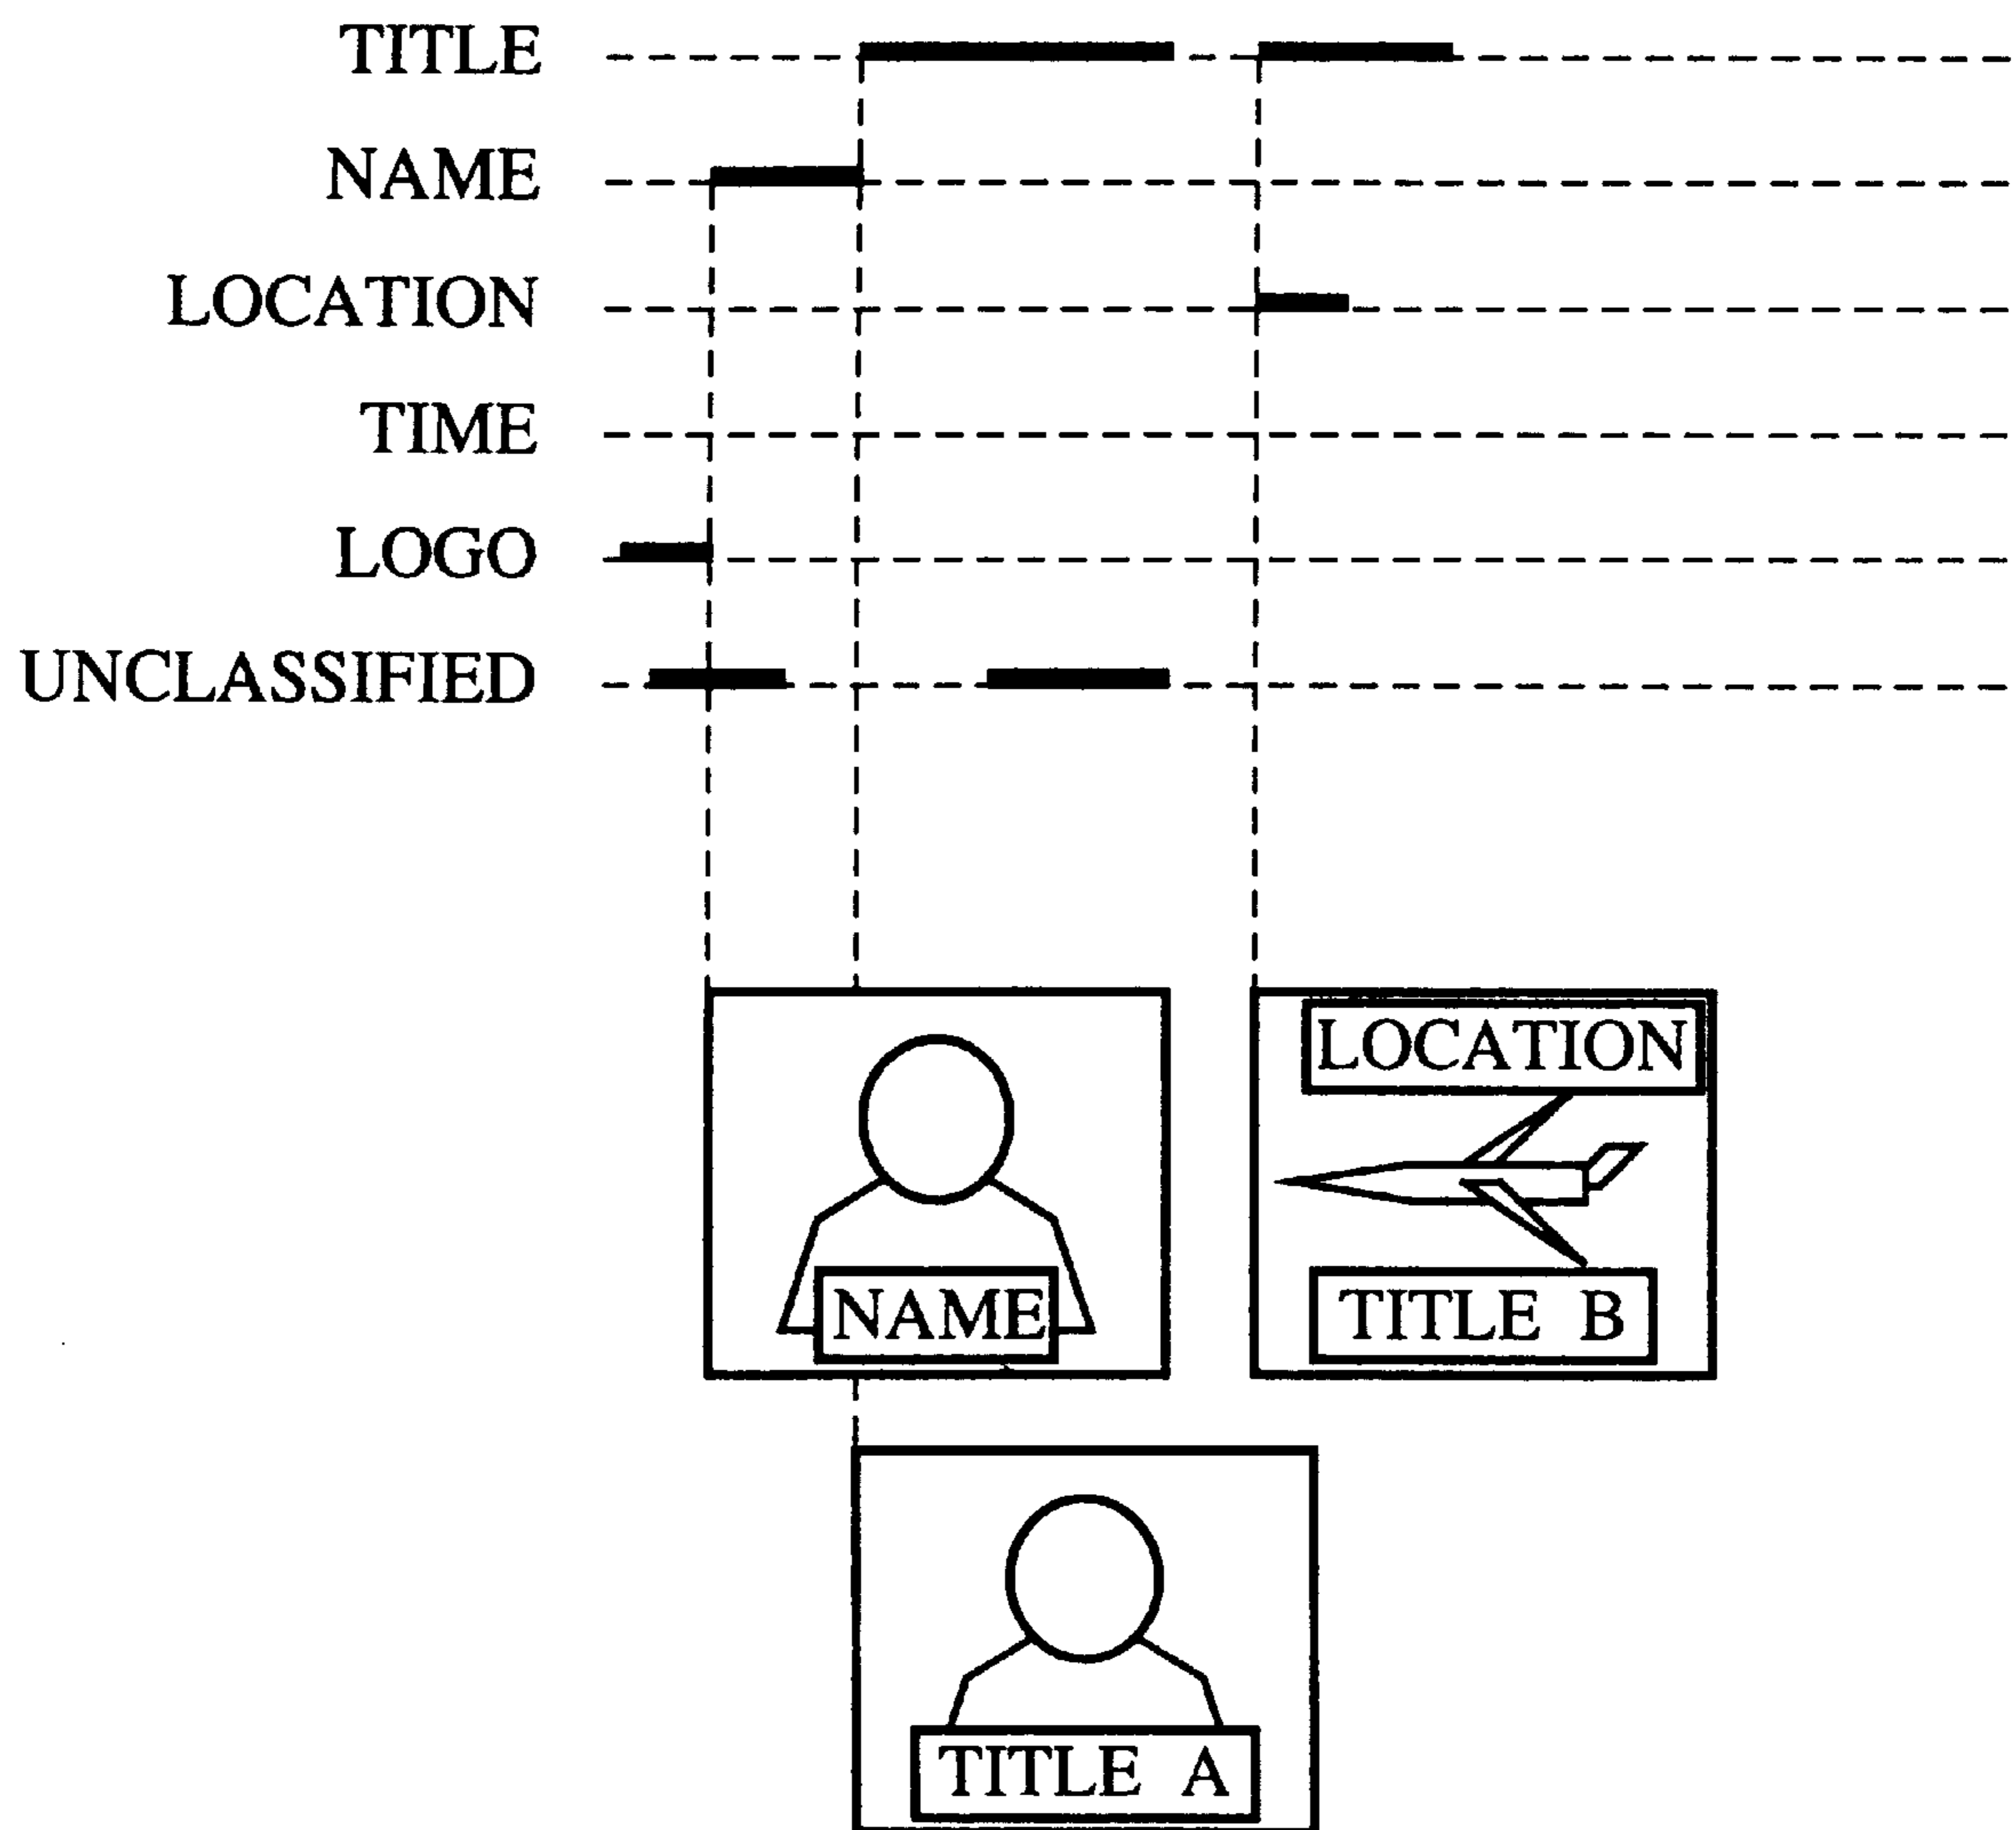 TITLE
NAME
LOCATION
TIME
LOGO
UNCLASSIFIED
LOCATION
NAME
TITLE B
TITLE A